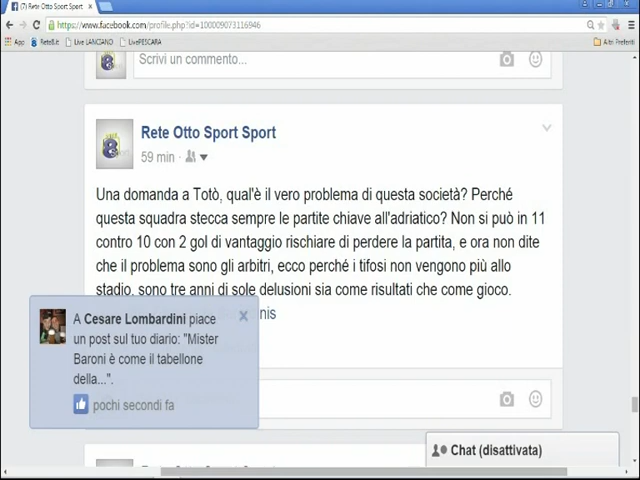 (7) Rete Otto Sport Sport
https://www.facebook.com/profile.php?id=100009073116946
App
Rete8.it
Live LANCIANO
LivePESCARA
Altri Preferiti
Scrivi un commento...
Rete Otto Sport Sport
59 min
Una domanda a Totò, qual'è il vero problema di questa società? Perché
questa squadra stecca sempre le partite chiave all'adriatico? Non si può in 11
contro 10 con 2 gol di vantaggio rischiare di perdere la partita, e ora non dite
che il problema sono gli arbitri, ecco perché i tifosi non vengono più allo
stadio, sono tre anni di sole delusioni sia come risultati che come gioco.
nis
A Cesare Lombardini piace
un post sul tuo diario: "Mister
Baroni è come il tabellone
della...".
pochi secondi fa
Chat (disattivata)